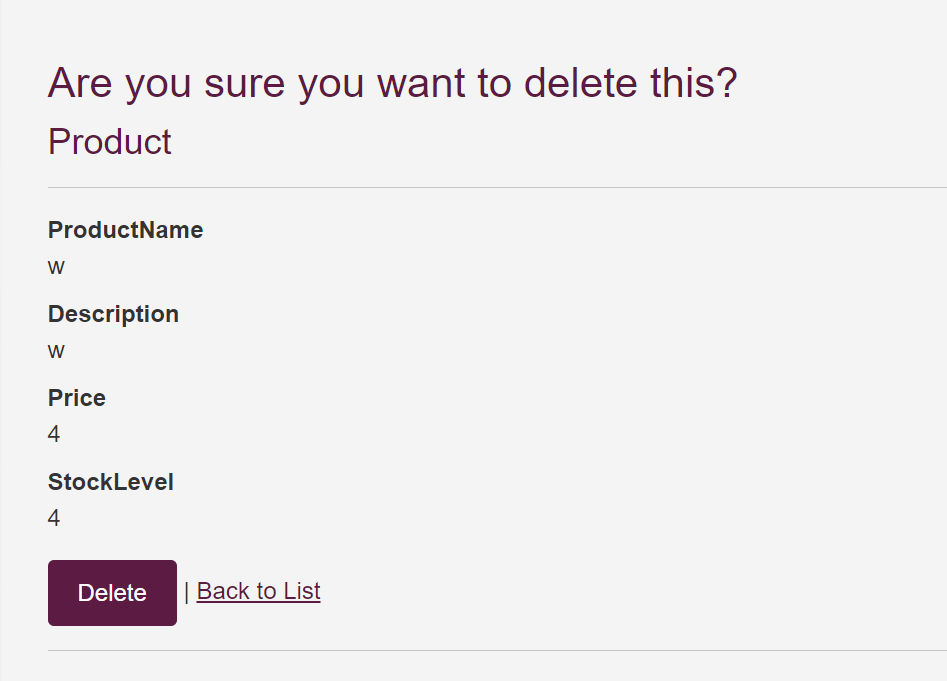 Are you sure you want to delete this?
Product
ProductName
w
Description
w
Price
4
StockLevel
4
Delete | Back to List